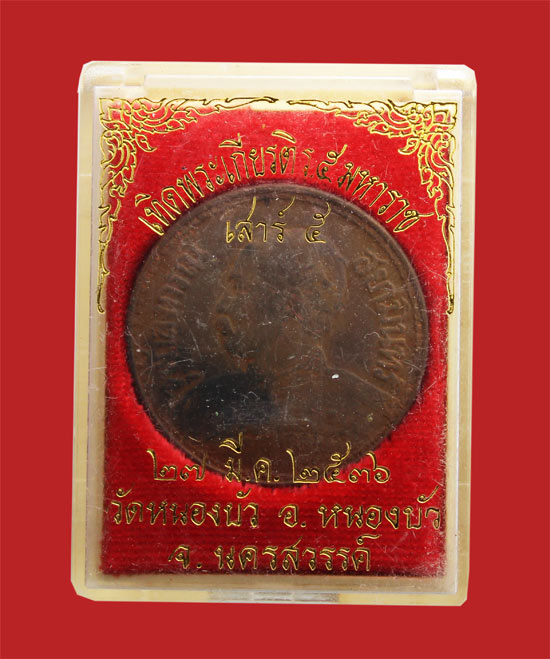 เทิดพระเกียรติ ร.๕ มหาราช
เสาร์ ๕
๒๗ มี.ค. ๒๕๓๖
วัดหนองบัว อ. หนองบัว
จ. นครสวรรค์